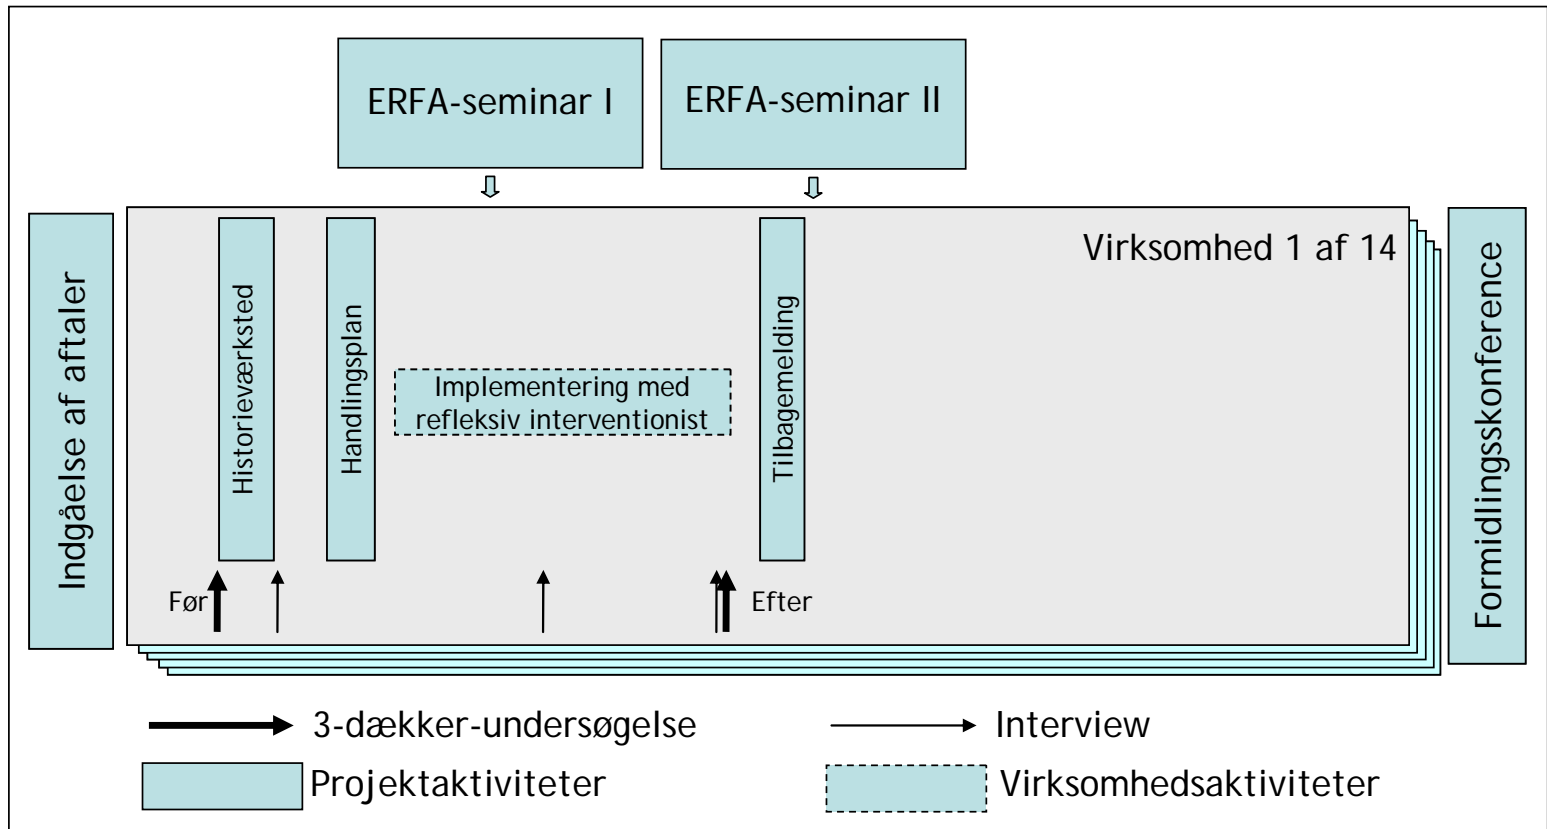 ERFA-seminar I
ERFA-seminar II
Indgåelse af aftaler
Virksomhed 1 af 14
Historieværksted
Handlingsplan
Implementering med
refleksiv interventionist
Tilbagemelding
Formidlingsskonference
Før
Efter
3-dækker-undersøgelse
Interview
Projektaktiviteter
Virksomhedsaktiviteter